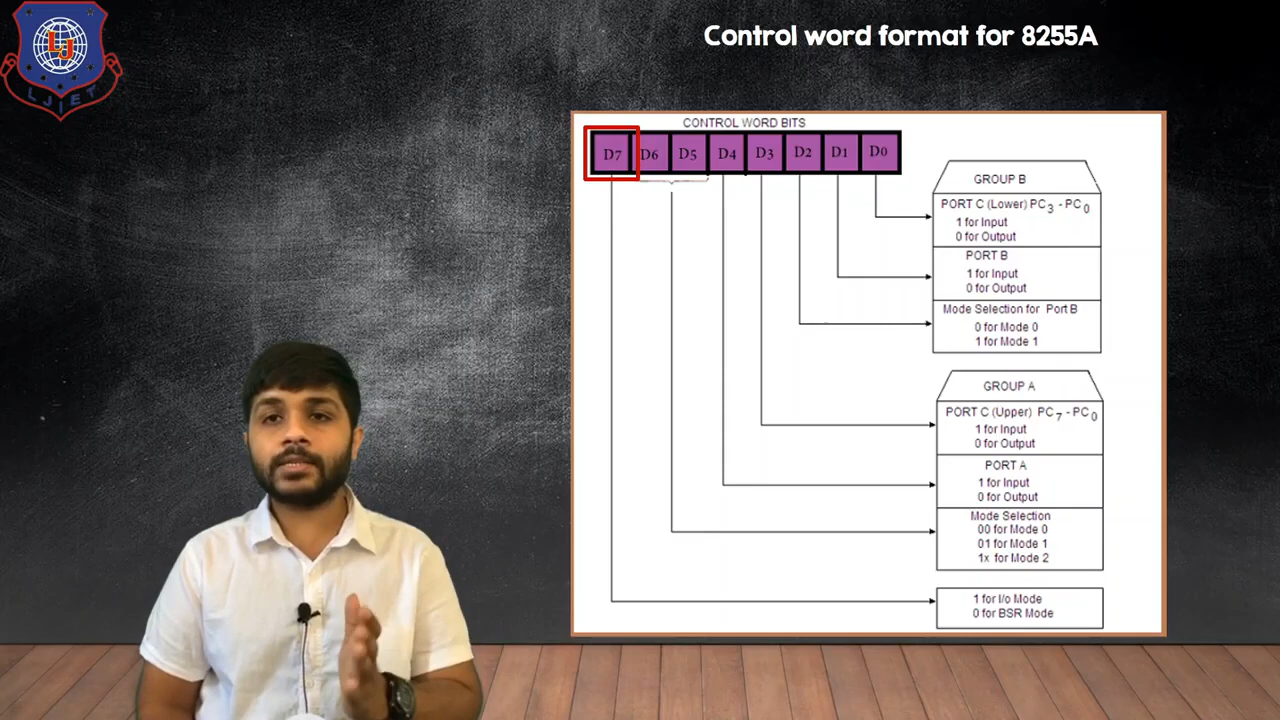 Control word format for 8255A
LJ
LJIET
CONTROL WORD BITS
D7 D6 D5 D4 D3 D2 D1 D0
GROUP B
PORT C (Lower) PC3 - PC0
1 for Input
0 for Output
PORT B
1 for Input
0 for Output
Mode Selection for Port B
0 for Mode 0
1 for Mode 1
GROUP A
PORT C (Upper) PC7 - PC0
1 for Input
0 for Output
PORT A
1 for Input
0 for Output
Mode Selection
00 for Mode 0
01 for Mode 1
1x for Mode 2
1 for I/o Mode
0 for BSR Mode